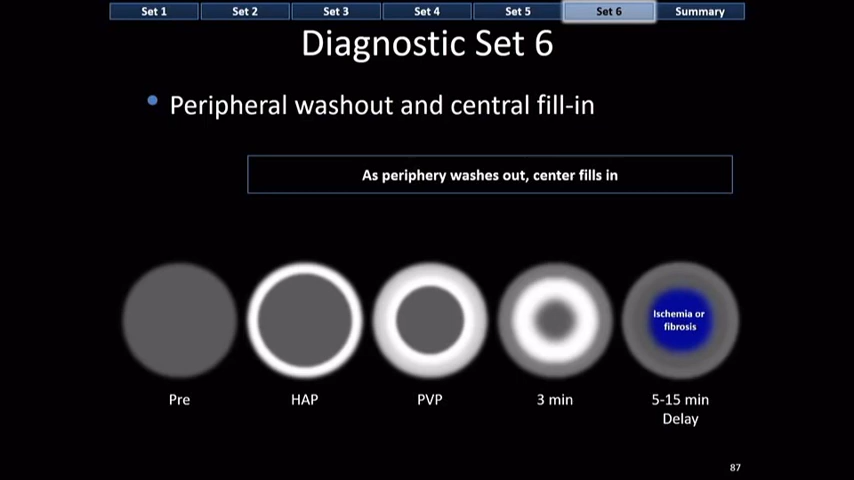 Set 1 Set 2 Set 3 Set 4 Set 5 Set 6 Summary
Diagnostic Set 6
• Peripheral washout and central fill-in
As periphery washes out, center fills in
Ischemia or
fibrosis
Pre HAP PVP 3 min 5-15 min
Delay
87